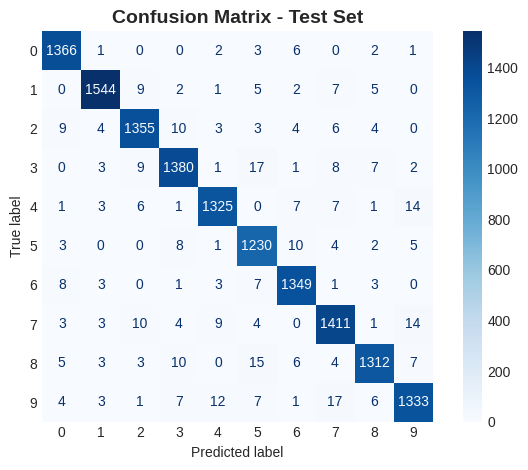 Confusion Matrix - Test Set
0 1366 1 0 0 2 3 6 0 2 1
1 0 1544 9 2 1 5 2 7 5 0
2 9 4 1355 10 3 3 4 6 4 0
3 0 3 9 1380 1 17 1 8 7 2
4 1 3 6 1 1325 0 7 7 1 14
5 3 0 0 8 1 1230 10 4 2 5
6 8 3 0 1 3 7 1349 1 3 0
7 3 3 10 4 9 4 0 1411 1 14
8 5 3 3 10 0 15 6 4 1312 7
9 4 3 1 7 12 7 1 17 6 1333
0 1 2 3 4 5 6 7 8 9
Predicted label
True label
1400
1200
1000
800
600
400
200
0